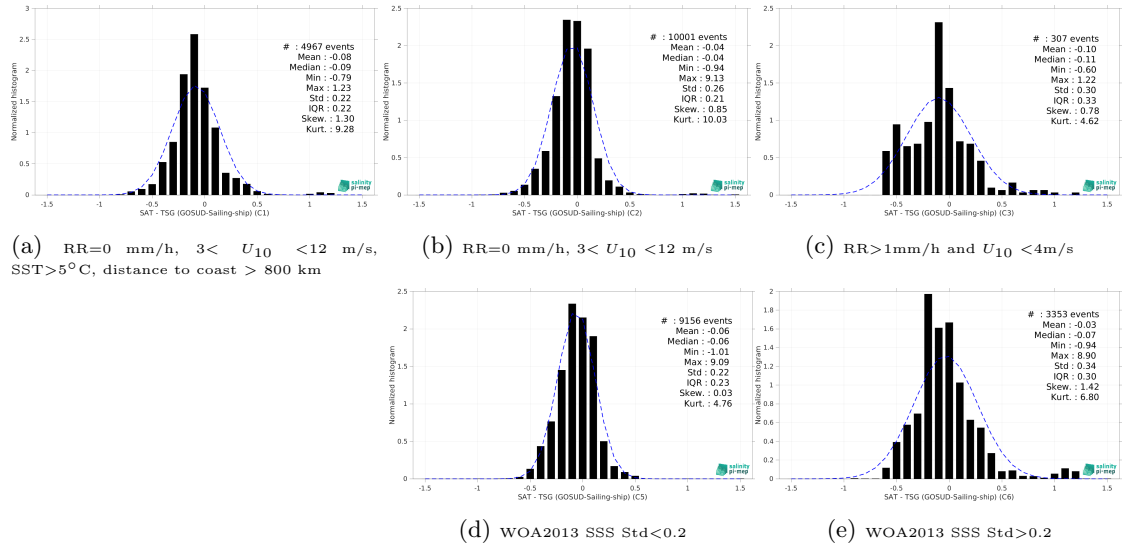 3
2.5
2
1.5
1
0.5
0
Normalized histogram
# : 4967 events
Mean : -0.08
Median : -0.09
Min : -0.79
Max : 1.23
Std : 0.22
IQR : 0.22
Skew. : 1.30
Kurt. : 9.28
salinity
pi-mep
-1.5 -1 -0.5 0 0.5 1 1.5
SAT - TSG (GOSUD-Sailing-ship) (C1)
(a) RR=0 mm/h, 3< U10 <12 m/s,
SST>5°C, distance to coast > 800 km
2.5
2
1.5
1
0.5
0
Normalized histogram
# : 10001 events
Mean : -0.04
Median : -0.04
Min : -0.94
Max : 9.13
Std : 0.26
IQR : 0.21
Skew. : 0.85
Kurt. : 10.03
salinity
pi-mep
-1.5 -1 -0.5 0 0.5 1 1.5
SAT - TSG (GOSUD-Sailing-ship) (C2)
(b) RR=0 mm/h, 3< U10 <12 m/s
2.5
2
1.5
1
0.5
0
Normalized histogram
# : 307 events
Mean : -0.10
Median : -0.11
Min : -0.60
Max : 1.22
Std : 0.30
IQR : 0.33
Skew. : 0.78
Kurt. : 4.62
salinity
pi-mep
-1.5 -1 -0.5 0 0.5 1 1.5
SAT - TSG (GOSUD-Sailing-ship) (C3)
(c) RR>1mm/h and U10 <4m/s
2.5
2
1.5
1
0.5
0
Normalized histogram
# : 9156 events
Mean : -0.06
Median : -0.06
Min : -1.01
Max : 9.09
Std : 0.22
IQR : 0.23
Skew. : 0.03
Kurt. : 4.76
salinity
pi-mep
-1.5 -1 -0.5 0 0.5 1 1.5
SAT - TSG (GOSUD-Sailing-ship) (C5)
(d) WOA2013 SSS Std<0.2
2
1.8
1.6
1.4
1.2
1
0.8
0.6
0.4
0.2
0
Normalized histogram
# : 3353 events
Mean : -0.03
Median : -0.07
Min : -0.94
Max : 8.90
Std : 0.34
IQR : 0.30
Skew. : 1.42
Kurt. : 6.80
salinity
pi-mep
-1.5 -1 -0.5 0 0.5 1 1.5
SAT - TSG (GOSUD-Sailing-ship) (C6)
(e) WOA2013 SSS Std>0.2